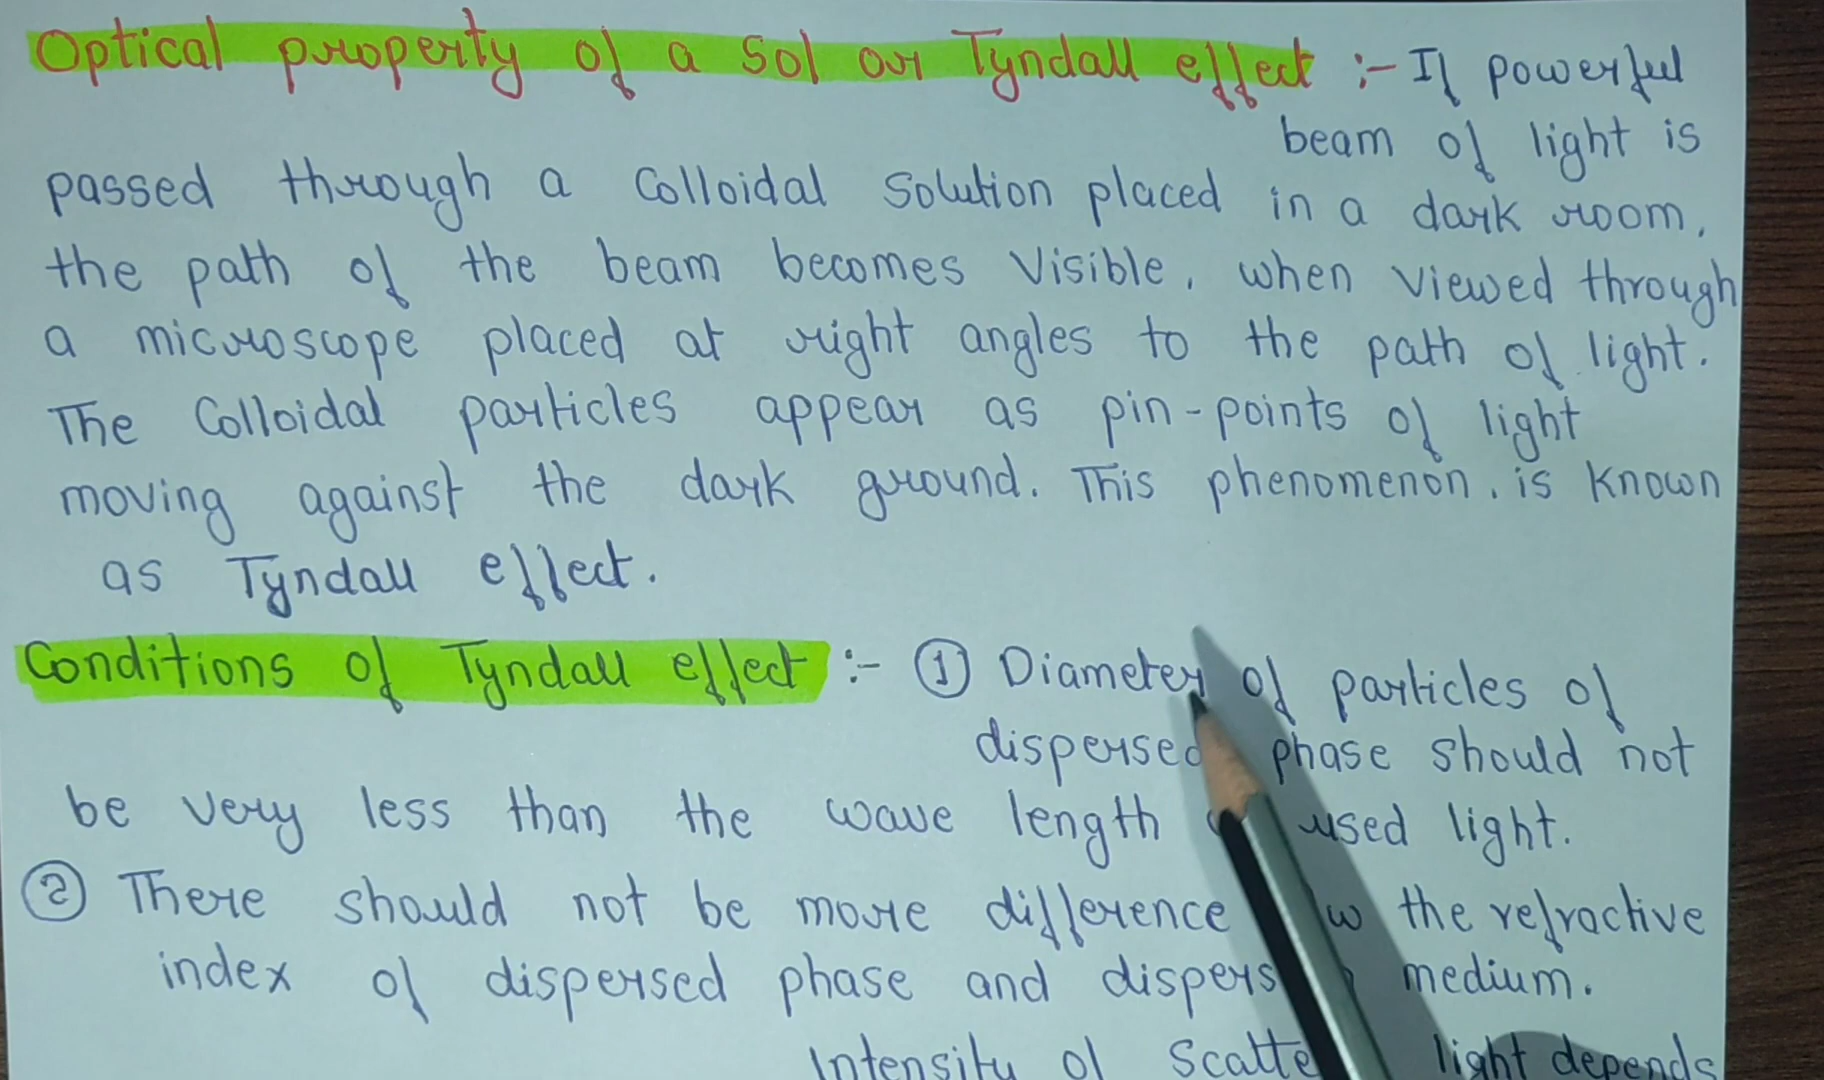 Optical property of a Sol or Tyndall effect :- If powerful
beam of light is
passed through a Colloidal Solution placed in a dark room,
the path of the beam becomes Visible, when viewed through
a microscope placed at right angles to the path of light.
The Colloidal particles appear as pin-points of light
moving against the dark ground. This phenomenon, is Known
as Tyndall effect.
Conditions of Tyndall effect :- ① Diameter of particles of
dispersed phase should not
be very less than the wave length used light.
② There should not be more difference the refractive
index of dispersed phase and medium.
Intensity of light depends